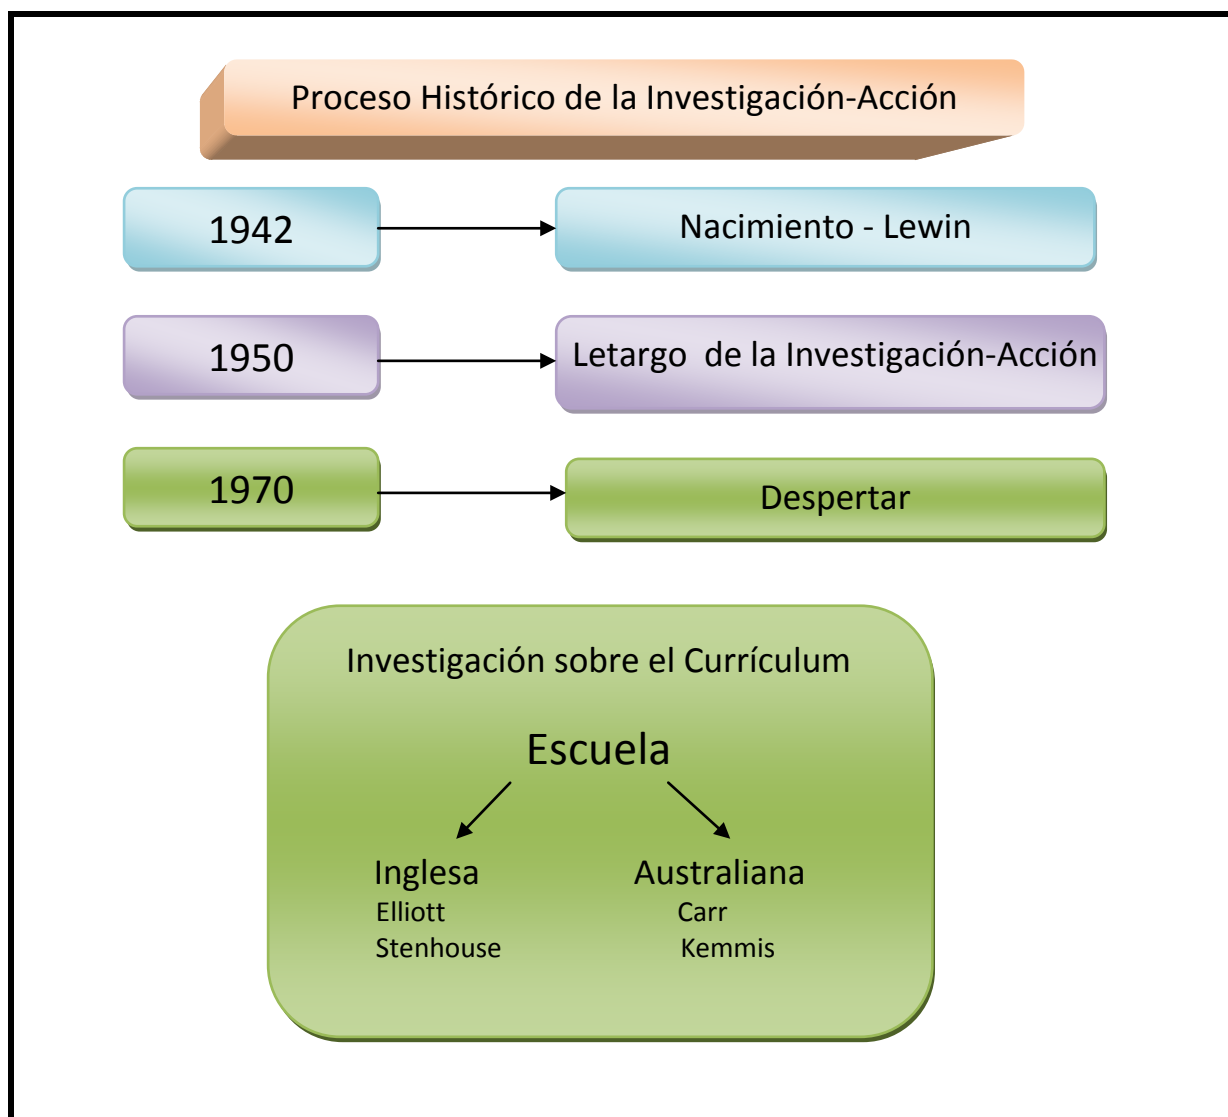 Proceso Histórico de la Investigación-Acción
1942
Nacimiento - Lewin
1950
Letargo de la Investigación-Acción
1970
Despertar
Investigación sobre el Currículum
Escuela
Inglesa
Elliott
Stenhouse
Australiana
Carr
Kemmis